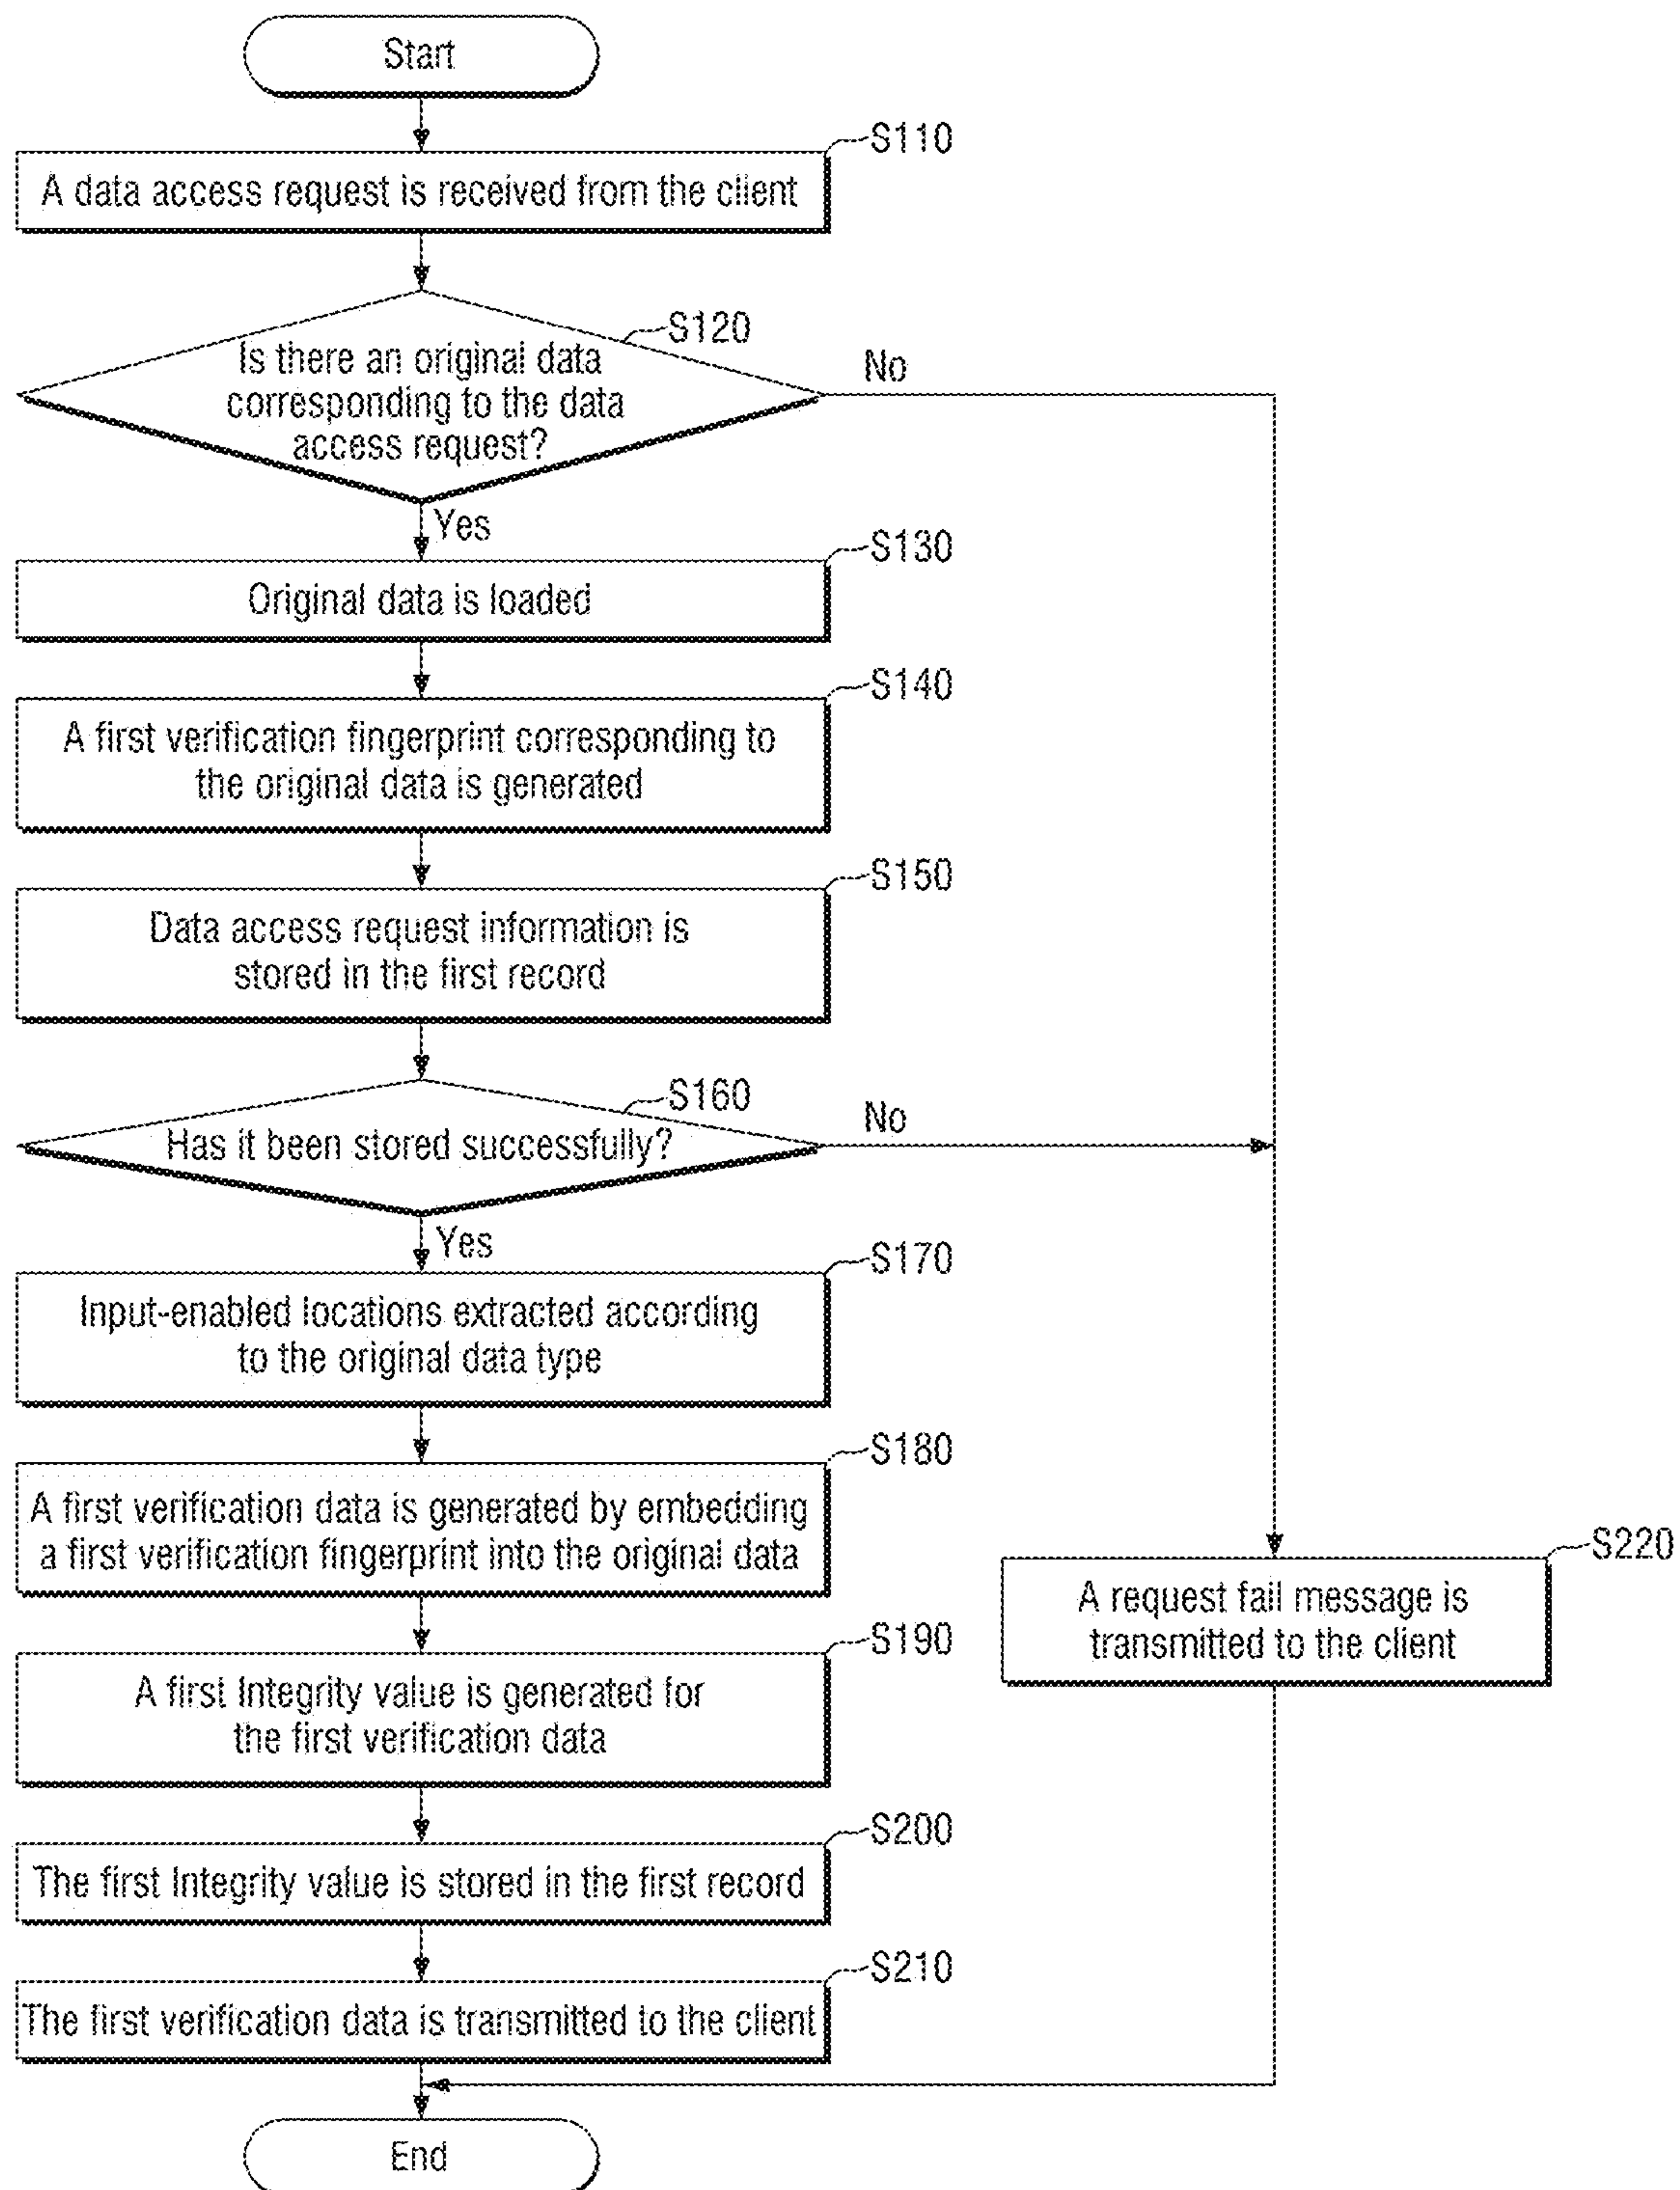 Start
S110
A data access request is received from the client
S120
Is there an original data
corresponding to the data
access request?
No
Yes
S130
Original data is loaded
S140
A first verification fingerprint corresponding to
the original data is generated
S150
Data access request information is
stored in the first record
S160
Has it been stored successfully?
No
Yes
S170
Input-enabled locations extracted according
to the original data type
S180
A first verification data is generated by embedding
a first verification fingerprint into the original data
S220
A request fail message is
transmitted to the client
S190
A first Integrity value is generated for
the first verification data
S200
The first Integrity value is stored in the first record
S210
The first verification data is transmitted to the client
End